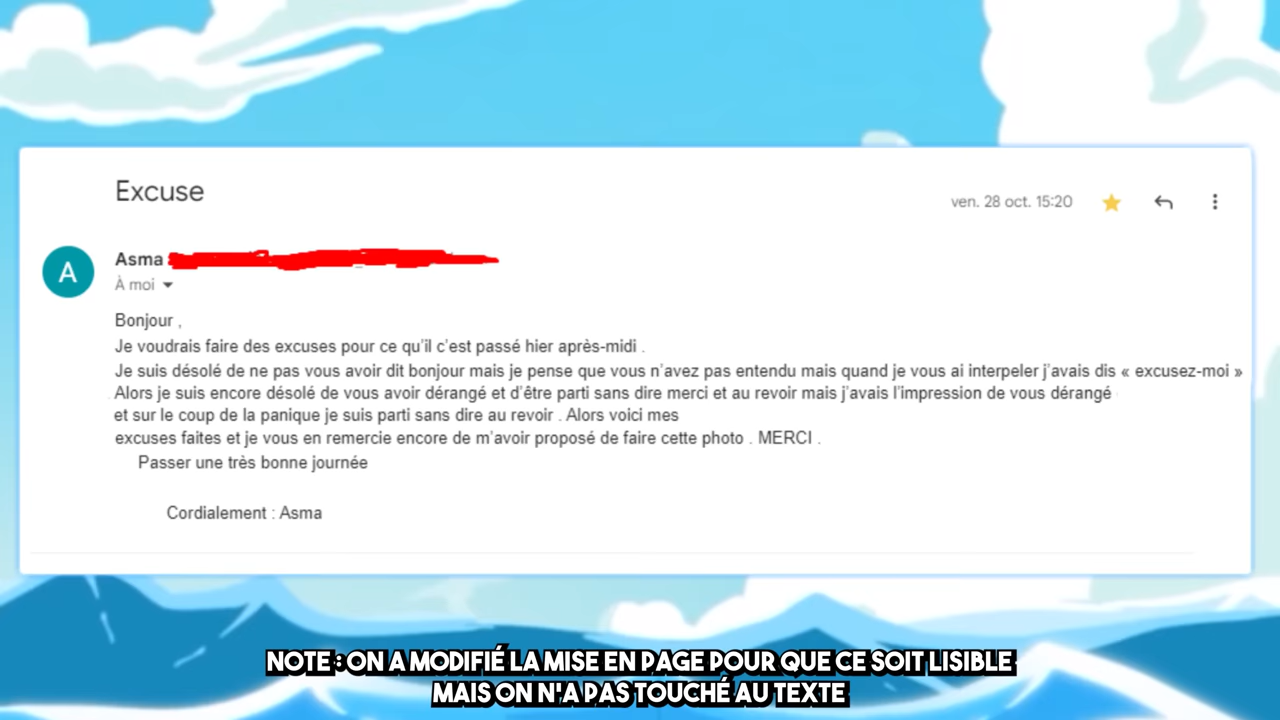 Excuse
ven. 28 oct. 15:20
A
Asma
À moi
Bonjour ,
Je voudrais faire des excuses pour ce qu'il c'est passé hier après-midi .
Je suis désolé de ne pas vous avoir dit bonjour mais je pense que vous n'avez pas entendu mais quand je vous ai interpeler j'avais dis « excusez-moi »
Alors je suis encore désolé de vous avoir dérangé et d'être parti sans dire merci et au revoir mais j'avais l'impression de vous dérangé
et sur le coup de la panique je suis parti sans dire au revoir . Alors voici mes
excuses faites et je vous en remercie encore de m'avoir proposé de faire cette photo . MERCI .
Passer une très bonne journée
Cordialement : Asma
NOTE : ON A MODIFIÉ LA MISE EN PAGE POUR QUE CE SOIT LISIBLE
MAIS ON N'A PAS TOUCHÉ AU TEXTE